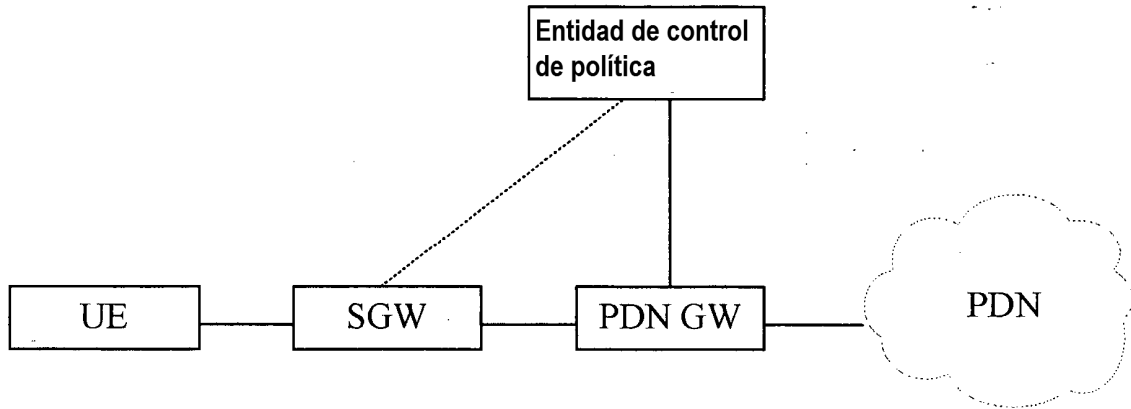 Entidad de control
de política
UE
SGW
PDN GW
PDN